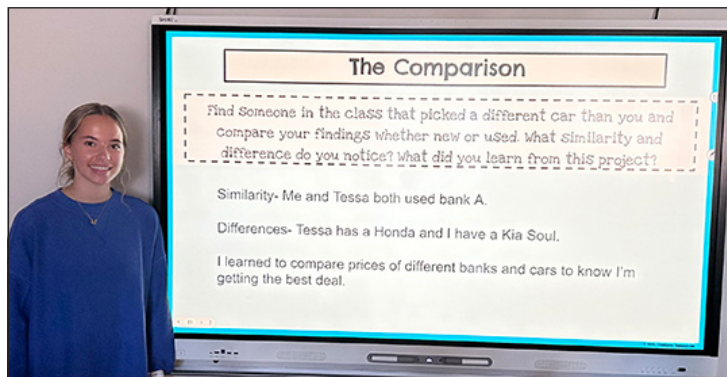 The Comparison
Find someone in the class that picked a different car than you and
compare your findings whether new or used. What similarity and
difference do you notice? What did you learn from this project?
Similarity- Me and Tessa both used bank A.
Differences- Tessa has a Honda and I have a Kia Soul.
I learned to compare prices of different banks and cars to know I'm
getting the best deal.